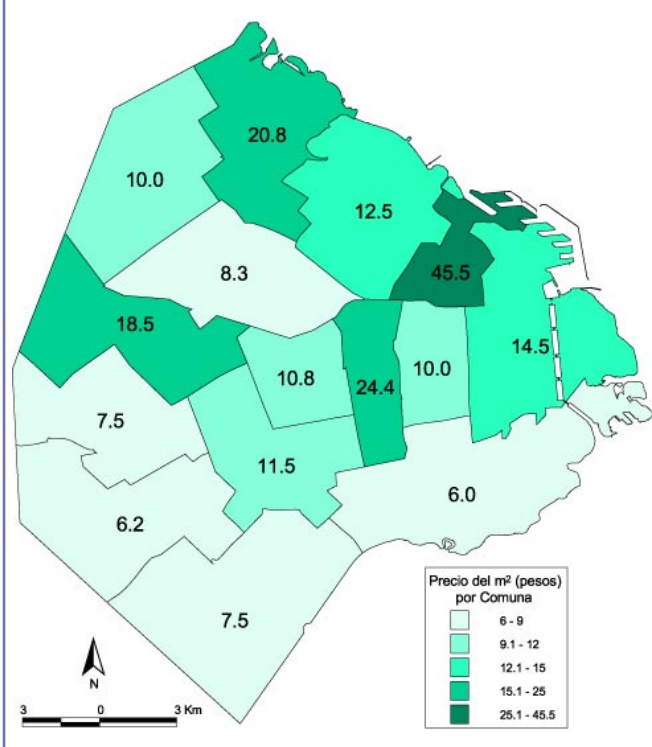 20.8
10.0
12.5
45.5
8.3
18.5
14.5
10.8
24.4
10.0
7.5
11.5
6.0
6.2
7.5
Precio del m² (pesos)
por Comuna
6 - 9
9.1 - 12
12.1 - 15
15.1 - 25
25.1 - 45.5
N
3 0 3 Km